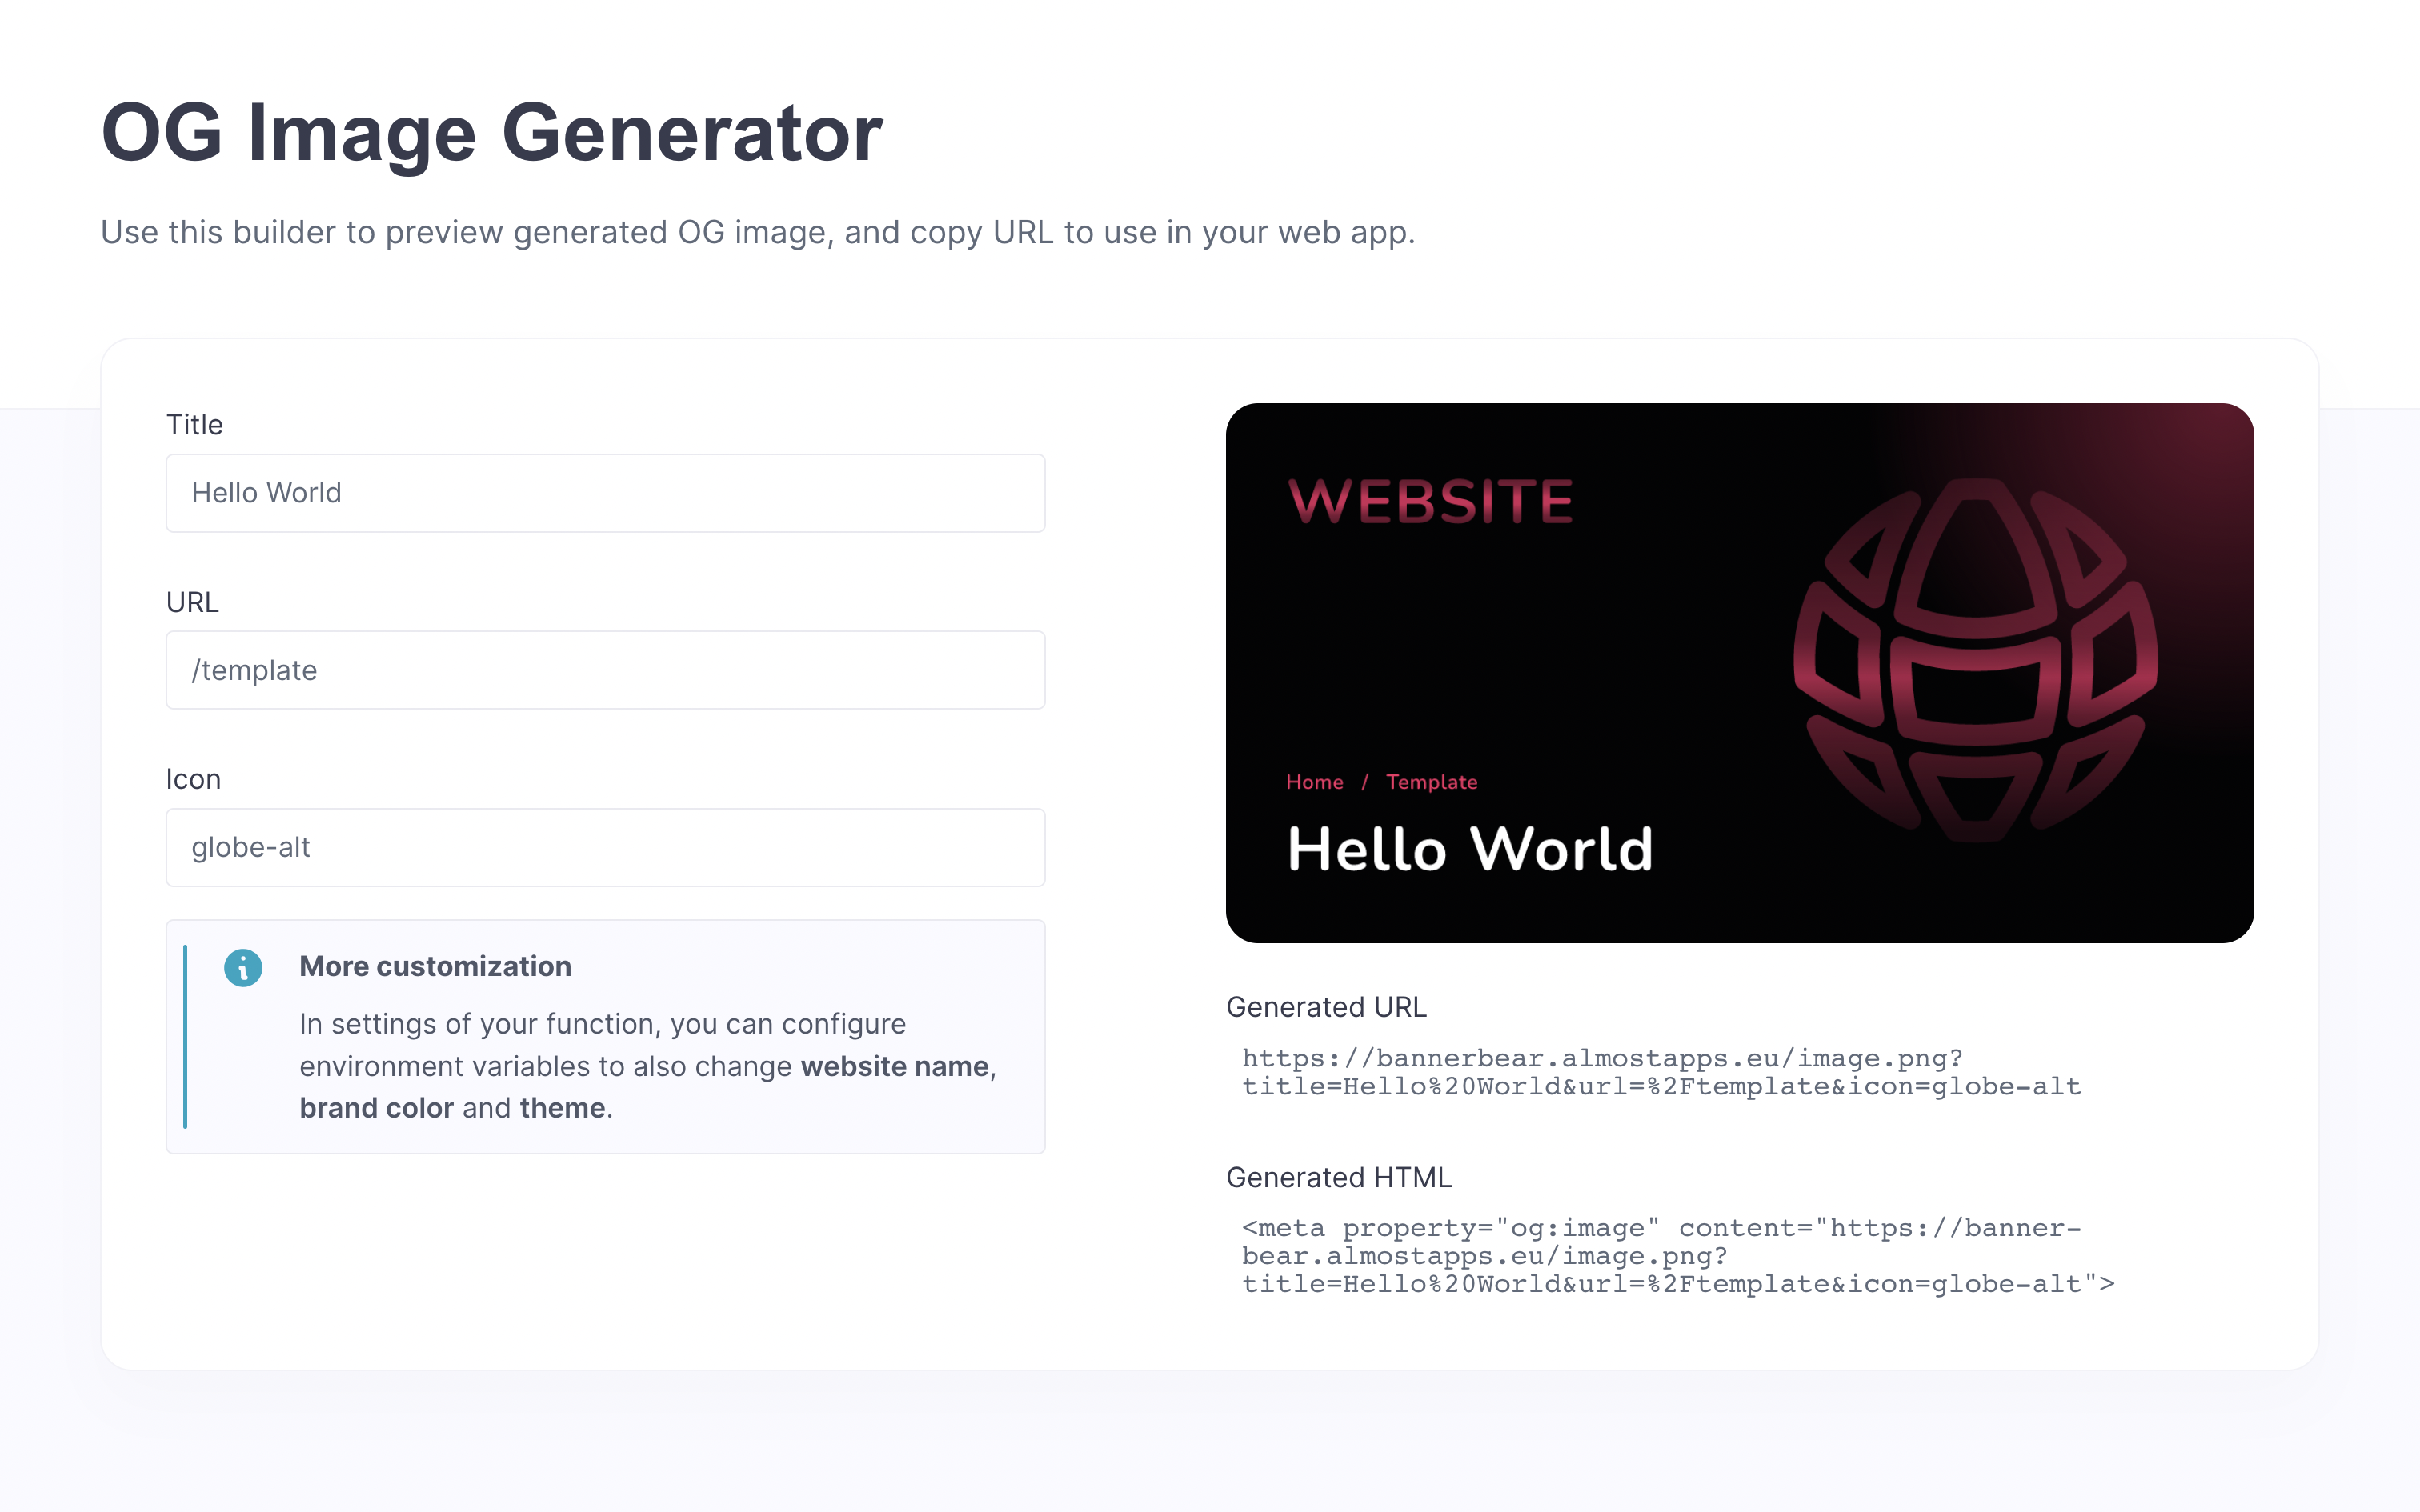 OG Image Generator
Use this builder to preview generated OG image, and copy URL to use in your web app.
Title
Hello World
URL
/template
Icon
globe-alt
More customization
In settings of your function, you can configure
environment variables to also change website name,
brand color and theme.
WEBSITE
Home / Template
Hello World
Generated URL
https://bannerbear.almostapps.eu/image.png?
title=Hello%20World&url=%2Ftemplate&icon=globe-alt
Generated HTML
<meta property="og:image" content="https://banner-
bear.almostapps.eu/image.png?
title=Hello%20World&url=%2Ftemplate&icon=globe-alt">